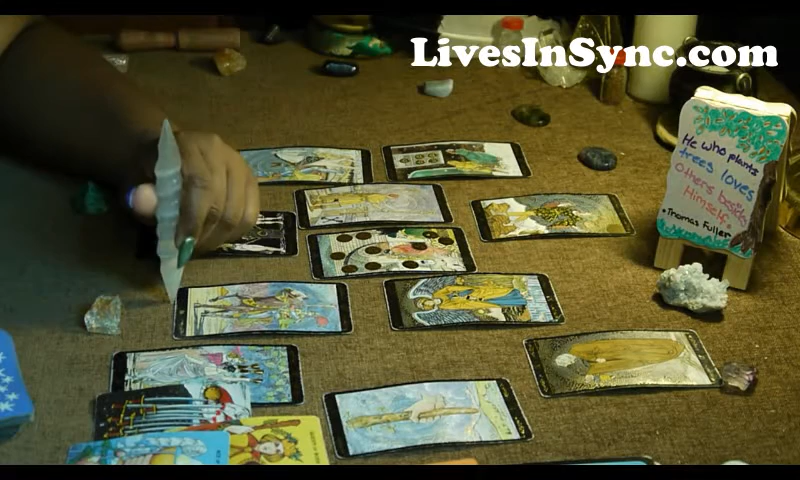 LivesInSync.com
He who plants
trees loves
others besides
Himself.
• Thomas Fuller